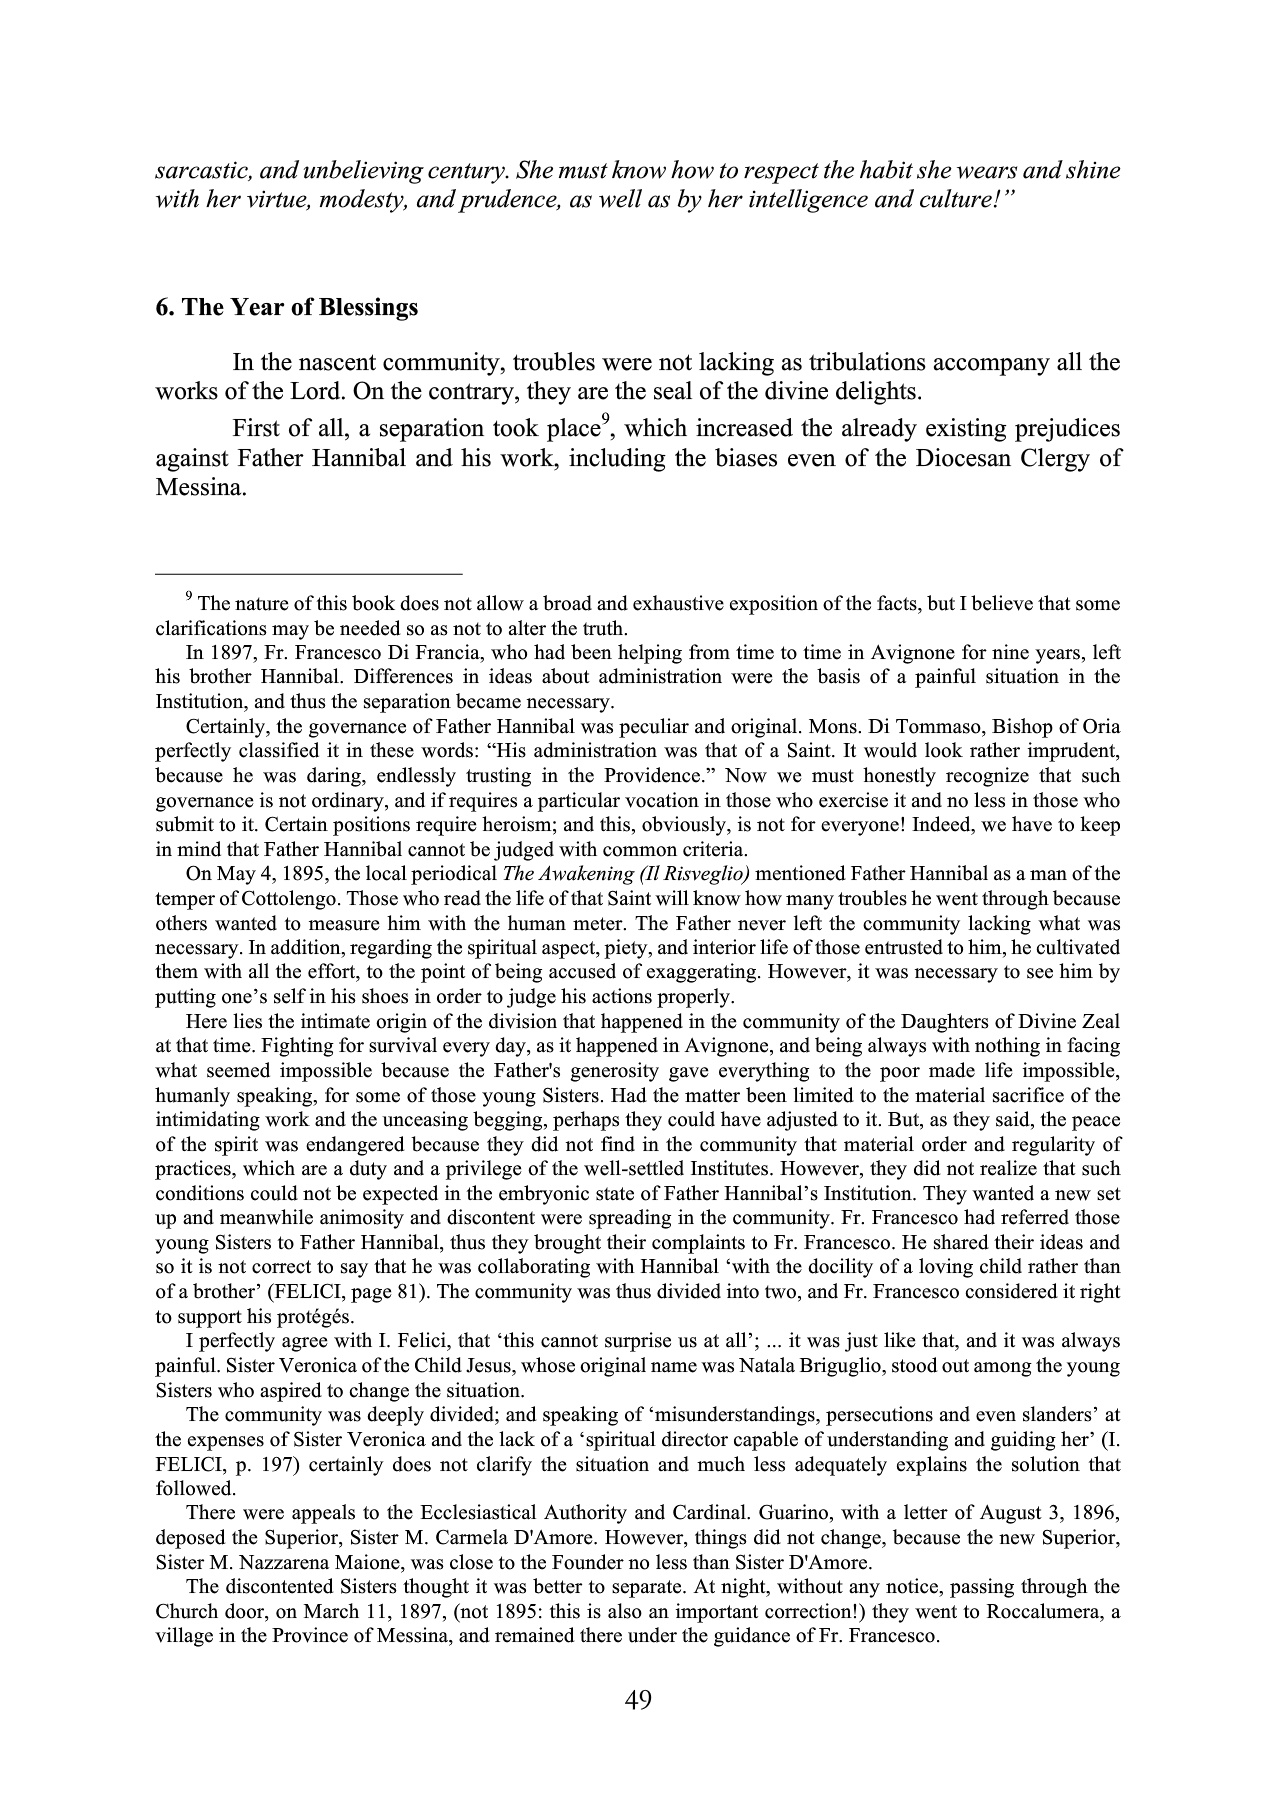 sarcastic, and unbelieving century. She must know how to respect the habit she wears and shine
with her virtue, modesty, and prudence, as well as by her intelligence and culture!”
6. The Year of Blessings
In the nascent community, troubles were not lacking as tribulations accompany all the
works of the Lord. On the contrary, they are the seal of the divine delights.
First of all, a separation took place⁹, which increased the already existing prejudices
against Father Hannibal and his work, including the biases even of the Diocesan Clergy of
Messina.
⁹ The nature of this book does not allow a broad and exhaustive exposition of the facts, but I believe that some
clarifications may be needed so as not to alter the truth.
In 1897, Fr. Francesco Di Francia, who had been helping from time to time in Avignone for nine years, left
his brother Hannibal. Differences in ideas about administration were the basis of a painful situation in the
Institution, and thus the separation became necessary.
Certainly, the governance of Father Hannibal was peculiar and original. Mons. Di Tommaso, Bishop of Oria
perfectly classified it in these words: “His administration was that of a Saint. It would look rather imprudent,
because he was daring, endlessly trusting in the Providence.” Now we must honestly recognize that such
governance is not ordinary, and if requires a particular vocation in those who exercise it and no less in those who
submit to it. Certain positions require heroism; and this, obviously, is not for everyone! Indeed, we have to keep
in mind that Father Hannibal cannot be judged with common criteria.
On May 4, 1895, the local periodical The Awakening (Il Risveglio) mentioned Father Hannibal as a man of the
temper of Cottolengo. Those who read the life of that Saint will know how many troubles he went through because
others wanted to measure him with the human meter. The Father never left the community lacking what was
necessary. In addition, regarding the spiritual aspect, piety, and interior life of those entrusted to him, he cultivated
them with all the effort, to the point of being accused of exaggerating. However, it was necessary to see him by
putting one’s self in his shoes in order to judge his actions properly.
Here lies the intimate origin of the division that happened in the community of the Daughters of Divine Zeal
at that time. Fighting for survival every day, as it happened in Avignone, and being always with nothing in facing
what seemed impossible because the Father's generosity gave everything to the poor made life impossible,
humanly speaking, for some of those young Sisters. Had the matter been limited to the material sacrifice of the
intimidating work and the unceasing begging, perhaps they could have adjusted to it. But, as they said, the peace
of the spirit was endangered because they did not find in the community that material order and regularity of
practices, which are a duty and a privilege of the well-settled Institutes. However, they did not realize that such
conditions could not be expected in the embryonic state of Father Hannibal’s Institution. They wanted a new set
up and meanwhile animosity and discontent were spreading in the community. Fr. Francesco had referred those
young Sisters to Father Hannibal, thus they brought their complaints to Fr. Francesco. He shared their ideas and
so it is not correct to say that he was collaborating with Hannibal ‘with the docility of a loving child rather than
of a brother’ (FELICI, page 81). The community was thus divided into two, and Fr. Francesco considered it right
to support his protégés.
I perfectly agree with I. Felici, that ‘this cannot surprise us at all’; ... it was just like that, and it was always
painful. Sister Veronica of the Child Jesus, whose original name was Natala Briguglio, stood out among the young
Sisters who aspired to change the situation.
The community was deeply divided; and speaking of ‘misunderstandings, persecutions and even slanders’ at
the expenses of Sister Veronica and the lack of a ‘spiritual director capable of understanding and guiding her’ (I.
FELICI, p. 197) certainly does not clarify the situation and much less adequately explains the solution that
followed.
There were appeals to the Ecclesiastical Authority and Cardinal. Guarino, with a letter of August 3, 1896,
deposed the Superior, Sister M. Carmela D'Amore. However, things did not change, because the new Superior,
Sister M. Nazzarena Maione, was close to the Founder no less than Sister D'Amore.
The discontented Sisters thought it was better to separate. At night, without any notice, passing through the
Church door, on March 11, 1897, (not 1895: this is also an important correction!) they went to Roccalumera, a
village in the Province of Messina, and remained there under the guidance of Fr. Francesco.
49